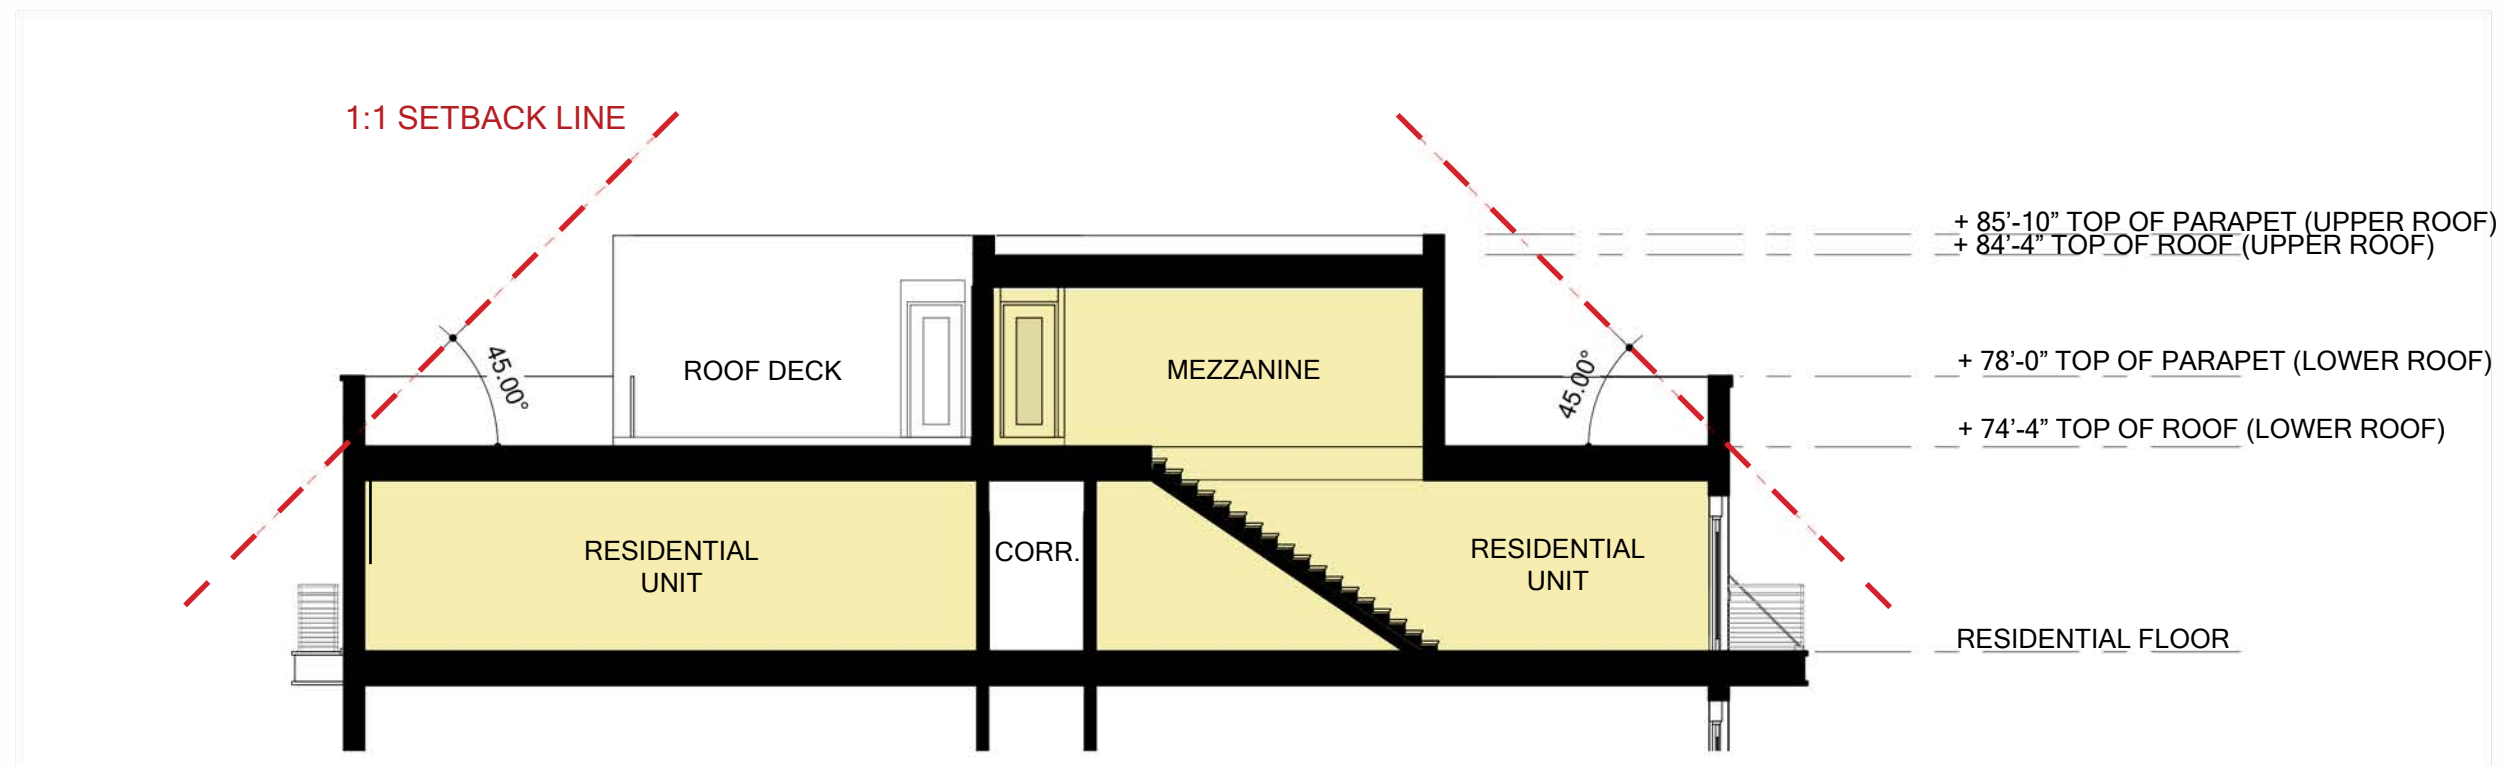 1:1 SETBACK LINE
+ 85’-10” TOP OF PARAPET (UPPER ROOF)
+ 84’-4” TOP OF ROOF (UPPER ROOF)
45.00°
ROOF DECK
MEZZANINE
45.00°
+ 78’-0” TOP OF PARAPET (LOWER ROOF)
+ 74’-4” TOP OF ROOF (LOWER ROOF)
RESIDENTIAL
UNIT
CORR.
RESIDENTIAL
UNIT
RESIDENTIAL FLOOR